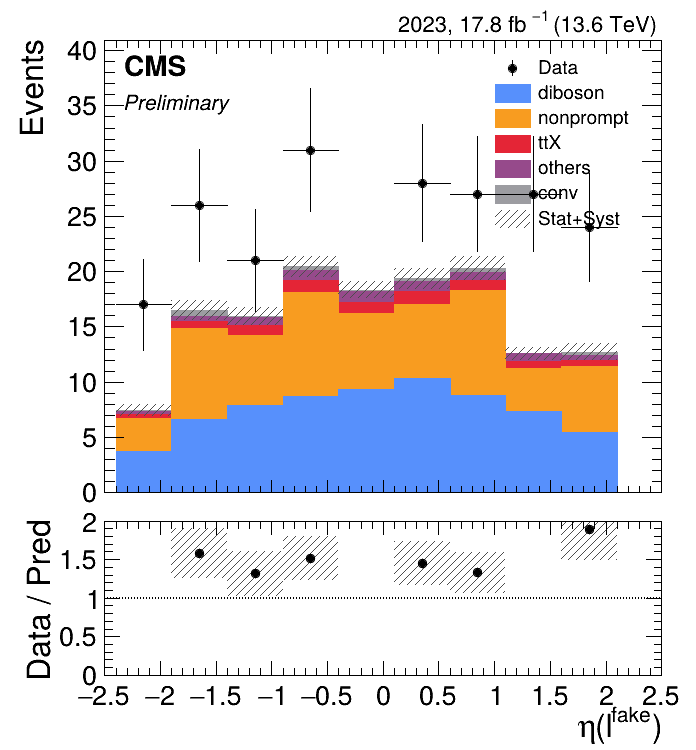 2023, 17.8 fb⁻¹ (13.6 TeV)
Events
40
35
30
25
20
15
10
5
0
CMS
Preliminary
Data
diboson
nonprompt
ttX
others
conv
Stat+Syst
Data / Pred
2
1.5
1
0.5
0
−2.5 −2 −1.5 −1 −0.5 0 0.5 1 1.5 2 2.5
η(l^fake)